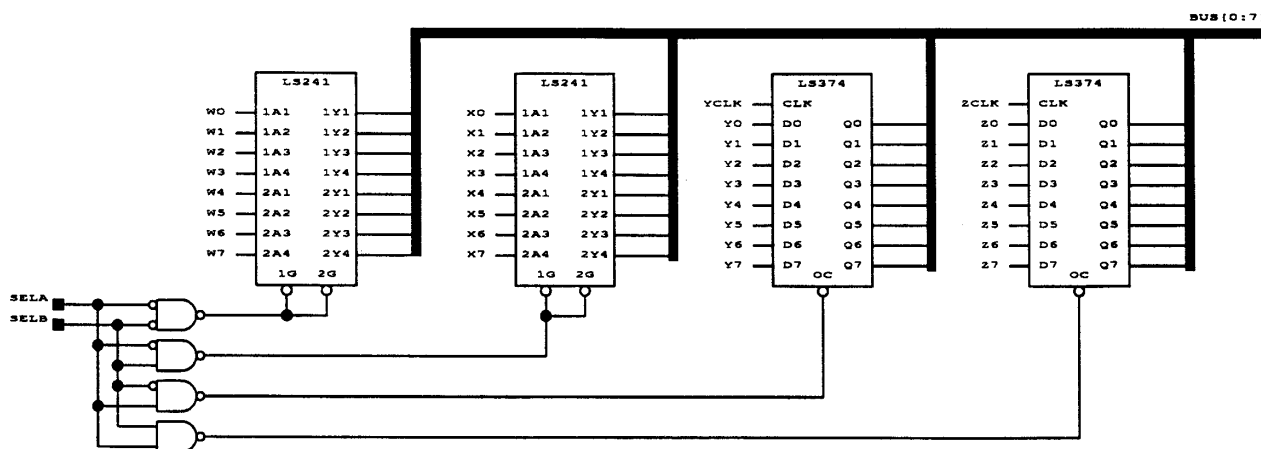 BUS[0:7
LS241 LS241 LS374 LS374
YCLK CLK ZCLK CLK
W0 1A1 1Y1 X0 1A1 1Y1 Y0 D0 Q0 Z0 D0 Q0
W1 1A2 1Y2 X1 1A2 1Y2 Y1 D1 Q1 Z1 D1 Q1
W2 1A3 1Y3 X2 1A3 1Y3 Y2 D2 Q2 Z2 D2 Q2
W3 1A4 1Y4 X3 1A4 1Y4 Y3 D3 Q3 Z3 D3 Q3
W4 2A1 2Y1 X4 2A1 2Y1 Y4 D4 Q4 Z4 D4 Q4
W5 2A2 2Y2 X5 2A2 2Y2 Y5 D5 Q5 Z5 D5 Q5
W6 2A3 2Y3 X6 2A3 2Y3 Y6 D6 Q6 Z6 D6 Q6
W7 2A4 2Y4 X7 2A4 2Y4 Y7 D7 Q7 Z7 D7 Q7
1G 2G 1G 2G OC OC
SELA
SELB